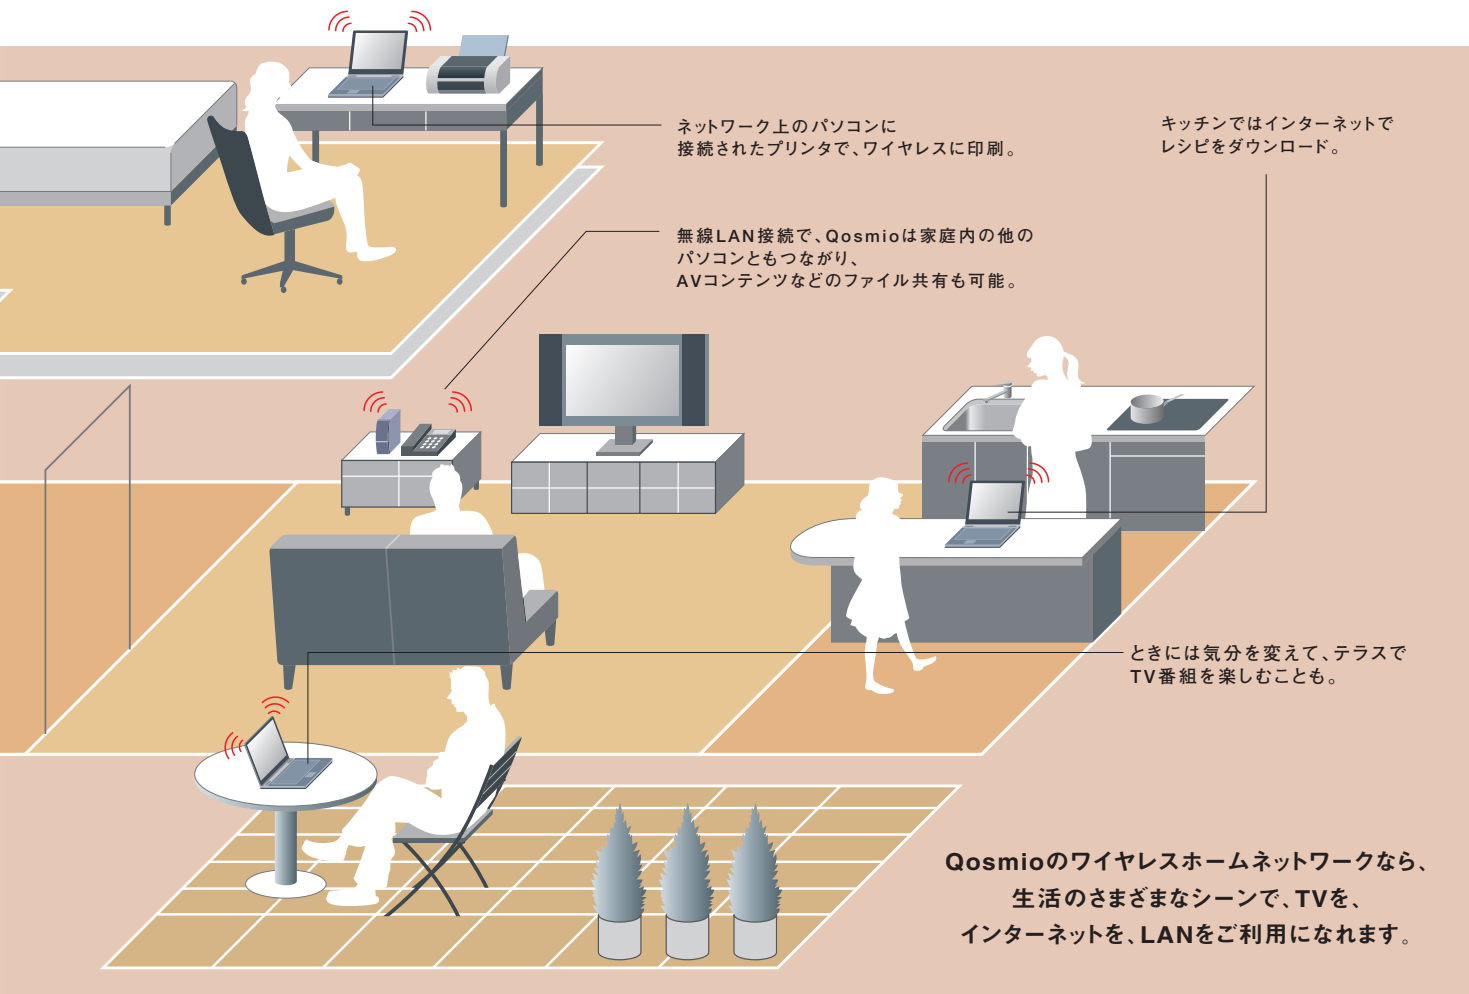 ネットワーク上のパソコンに
接続されたプリンタで、ワイヤレスに印刷。
キッチンではインターネットで
レシピをダウンロード。
無線LAN接続で、Qosmioは家庭内の他の
パソコンともつながり、
AVコンテンツなどのファイル共有も可能。
ときには気分を変えて、テラスで
TV番組を楽しむことも。
Qosmioのワイヤレスホームネットワークなら、
生活のさまざまなシーンで、TVを、
インターネットを、LANをご利用になれます。